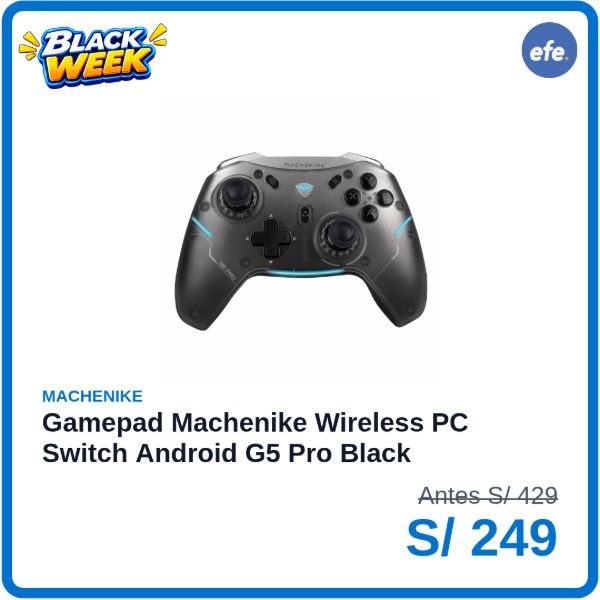 BLACK
WEEK
efe.
MACHENIKE
Y
X
B
A
MACHENIKE
Gamepad Machenike Wireless PC
Switch Android G5 Pro Black
Antes S/ 429
S/ 249